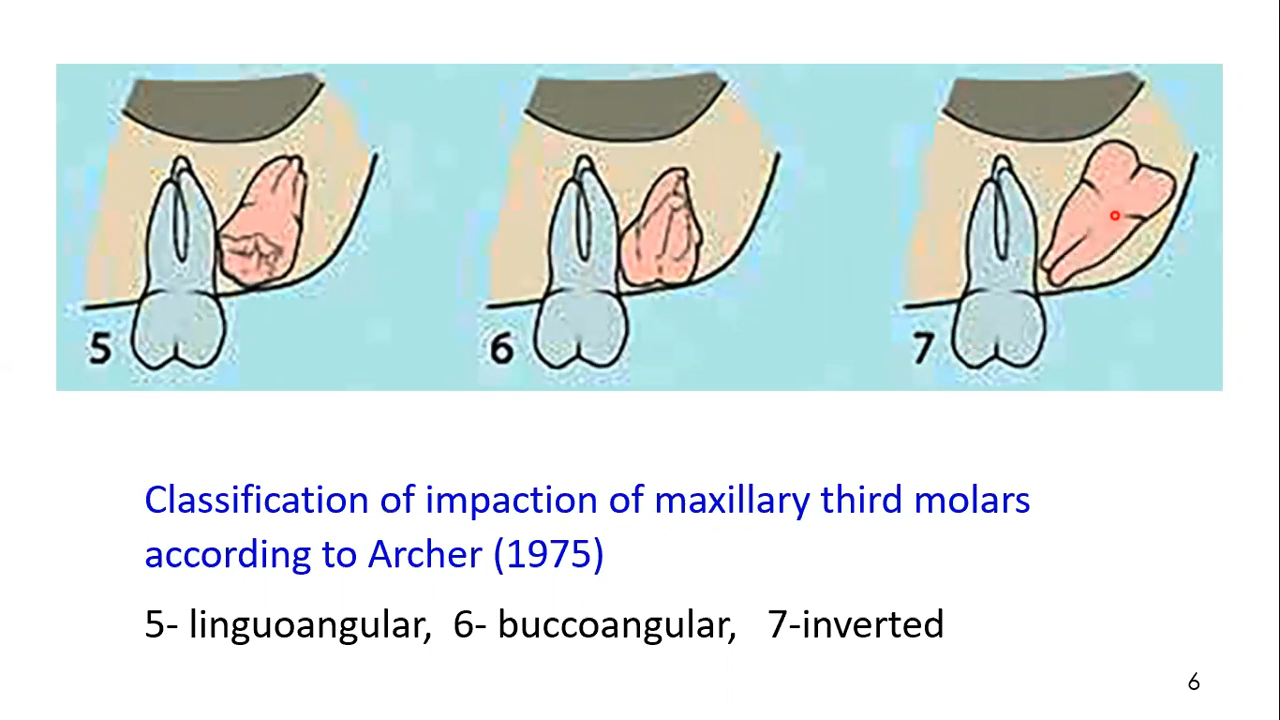 5
6
7
Classification of impaction of maxillary third molars
according to Archer (1975)
5- linguoangular,  6- buccoangular,   7-inverted
6